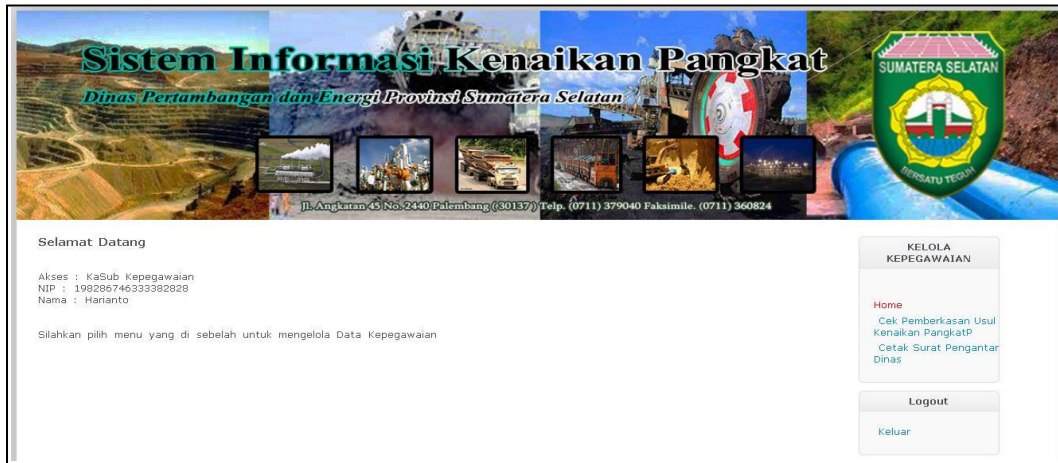 Sistem Informasi Kenaikan Pangkat
Dinas Pertambangan dan Energi Provinsi Sumatera Selatan
SUMATERA SELATAN
BERSATU TEGUH
Jl. Angkatan 45 No. 2440 Palembang (30137) Telp. (0711) 379040 Faksimile. (0711) 360824
Selamat Datang
Akses : KaSub Kepegawaian
NIP : 198286746333382828
Nama : Harianto
Silahkan pilih menu yang di sebelah untuk mengelola Data Kepegawaian
KELOLA
KEPEGAWAIAN
Home
Cek Pemberkasan Usul
Kenaikan PangkatP
Cetak Surat Pengantar
Dinas
Logout
Keluar